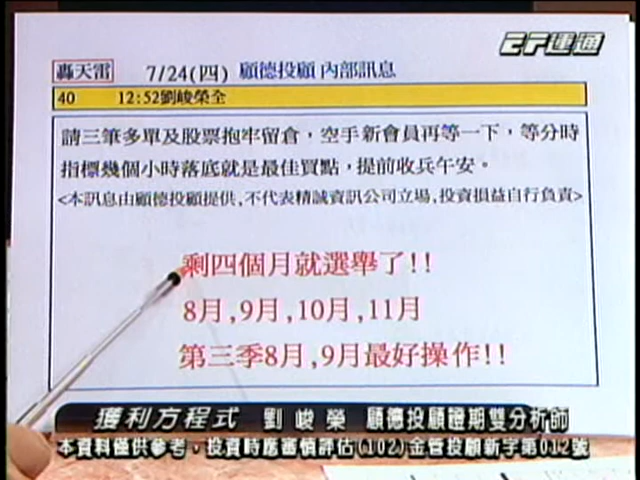 EF運通
轟天雷 7/24(四) 顧德投顧 內部訊息
40 12:52劉峻榮全
請三筆多單及股票抱牢留倉，空手新會員再等一下，等分時
指標幾個小時落底就是最佳買點，提前收兵午安。
<本訊息由顧德投顧提供,不代表精誠資訊公司立場,投資損益自行負責>
剩四個月就選舉了!!
8月,9月,10月,11月
第三季8月,9月最好操作!!
獲利方程式 劉峻榮 顧德投顧證期雙分析師
本資料僅供參考，投資時應審慎評估(102)金管投顧新字第012號